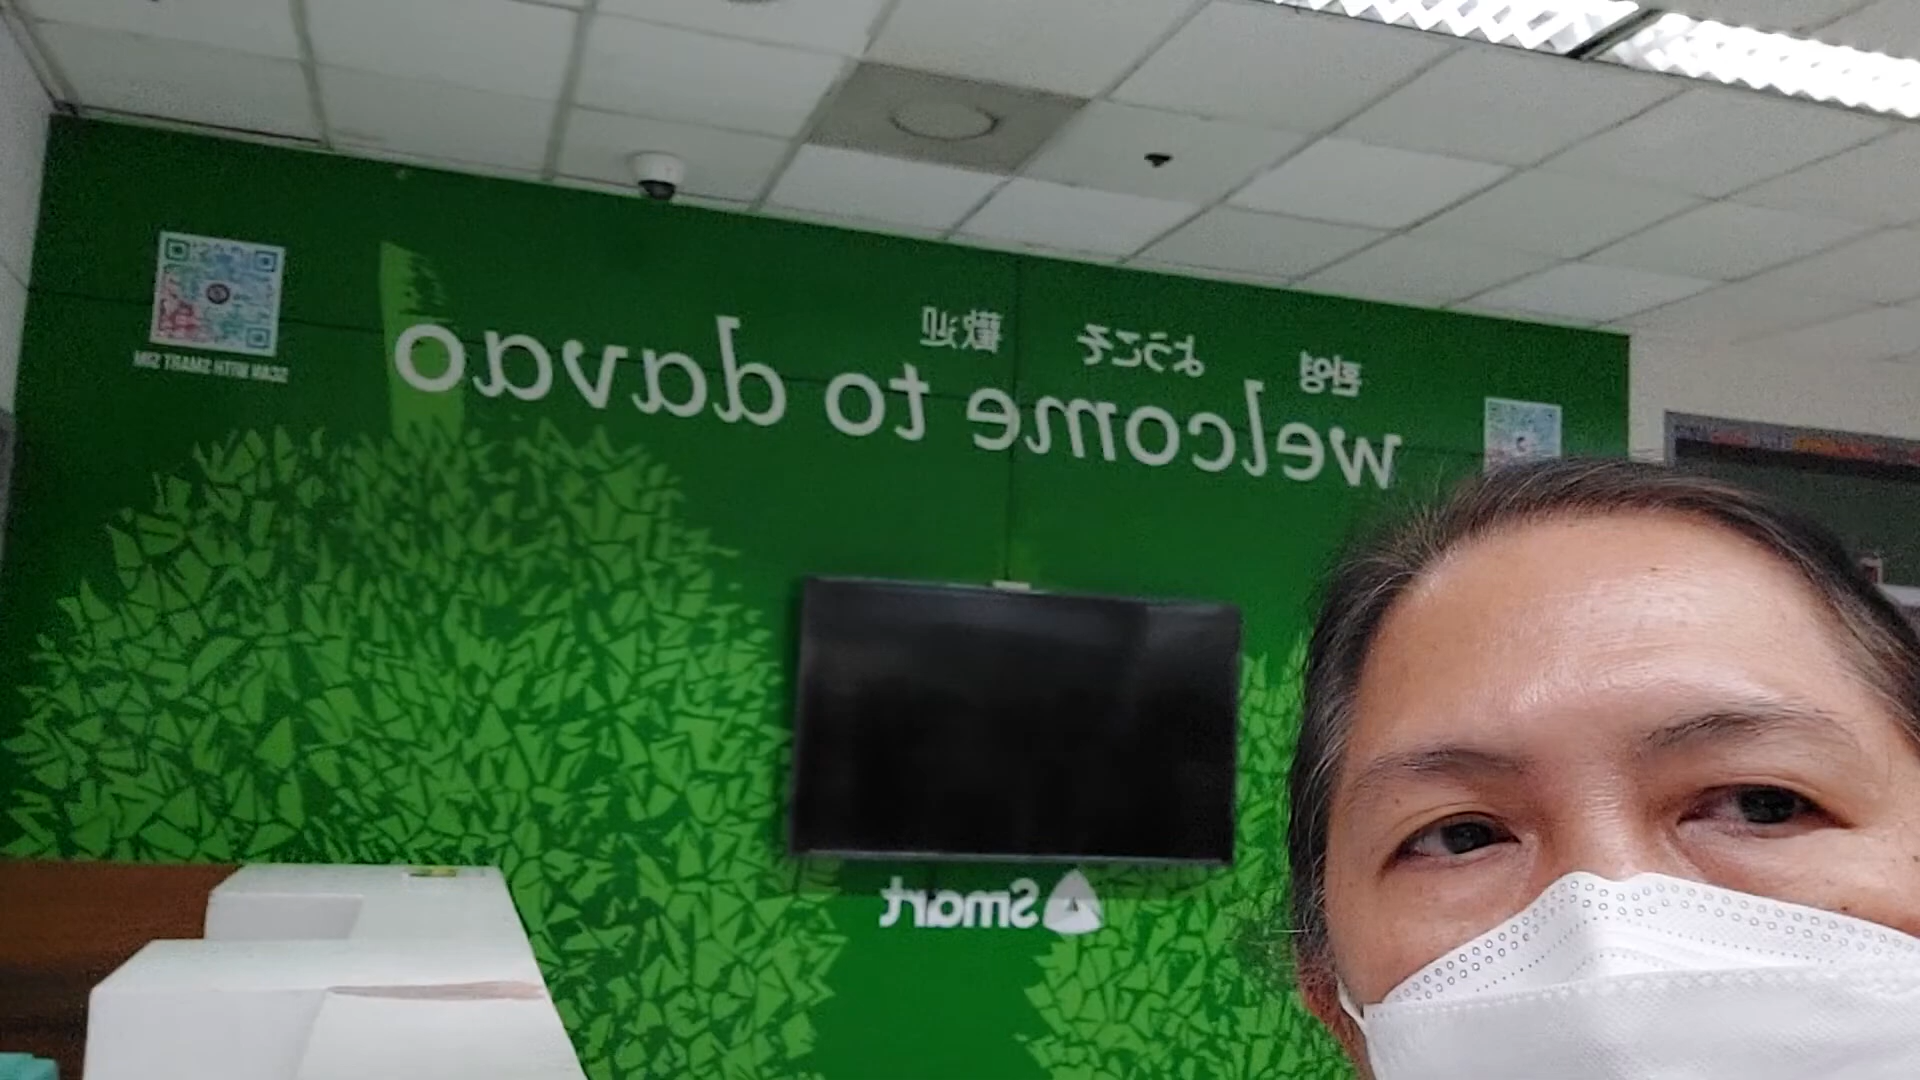 환영 ようこそ 歡迎
welcome to davao
SCAN WITH SMART SIM
Smart